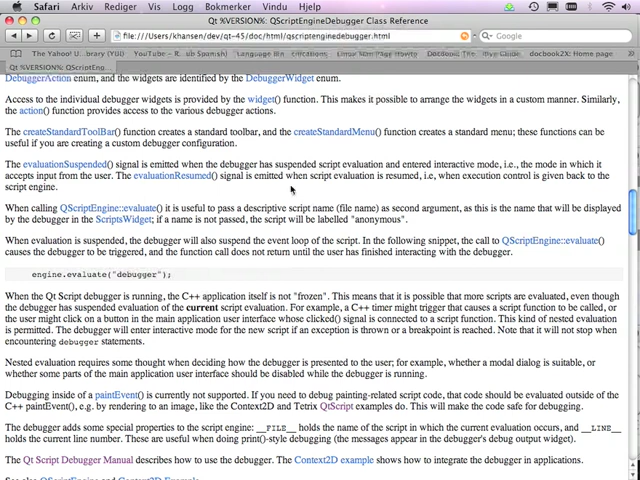 Safari Arkiv Rediger Vis Logg Bokmerker Vindu Hjelp
Qt %VERSION%: QScriptEngineDebugger Class Reference
file:///Users/khansen/dev/qt-45/doc/html/qscriptenginedebugger.html
Google
The Yahoo! U...brary (YUI) YouTube - R...ub Spanish) Dictionary DocBook: The...tive Guide docbook2X: Home page
Qt %VERSION%: QScriptEng...
DebuggerAction enum, and the widgets are identified by the DebuggerWidget enum.
Access to the individual debugger widgets is provided by the widget() function. This makes it possible to arrange the widgets in a custom manner. Similarly,
the action() function provides access to the various debugger actions.
The createStandardToolBar() function creates a standard toolbar, and the createStandardMenu() function creates a standard menu; these functions can be
useful if you are creating a custom debugger configuration.
The evaluationSuspended() signal is emitted when the debugger has suspended script evaluation and entered interactive mode, i.e., the mode in which it
accepts input from the user. The evaluationResumed() signal is emitted when script evaluation is resumed, i.e, when execution control is given back to the
script engine.
When calling QScriptEngine::evaluate() it is useful to pass a descriptive script name (file name) as second argument, as this is the name that will be displayed
by the debugger in the ScriptsWidget; if a name is not passed, the script will be labelled "anonymous".
When evaluation is suspended, the debugger will also suspend the event loop of the script. In the following snippet, the call to QScriptEngine::evaluate()
causes the debugger to be triggered, and the function call does not return until the user has finished interacting with the debugger.
engine.evaluate("debugger");
When the Qt Script debugger is running, the C++ application itself is not "frozen". This means that it is possible that more scripts are evaluated, even though
the debugger has suspended evaluation of the current script evaluation. For example, a C++ timer might trigger that causes a script function to be called, or
the user might click on a button in the main application user interface whose clicked() signal is connected to a script function. This kind of nested evaluation
is permitted. The debugger will enter interactive mode for the new script if an exception is thrown or a breakpoint is reached. Note that it will not stop when
encountering debugger statements.
Nested evaluation requires some thought when deciding how the debugger is presented to the user; for example, whether a modal dialog is suitable, or
whether some parts of the main application user interface should be disabled while the debugger is running.
Debugging inside of a paintEvent() is currently not supported. If you need to debug painting-related script code, that code should be evaluated outside of the
C++ paintEvent(), e.g. by rendering to an image, like the Context2D and Tetrix QtScript examples do. This will make the code safe for debugging.
The debugger adds some special properties to the script engine: __FILE__ holds the name of the script in which the current evaluation occurs, and __LINE__
holds the current line number. These are useful when doing print()-style debugging (the messages appear in the debugger's debug output widget).
The Qt Script Debugger Manual describes how to use the debugger. The Context2D example shows how to integrate the debugger in applications.
See also QScriptEngine and Context2D Example.